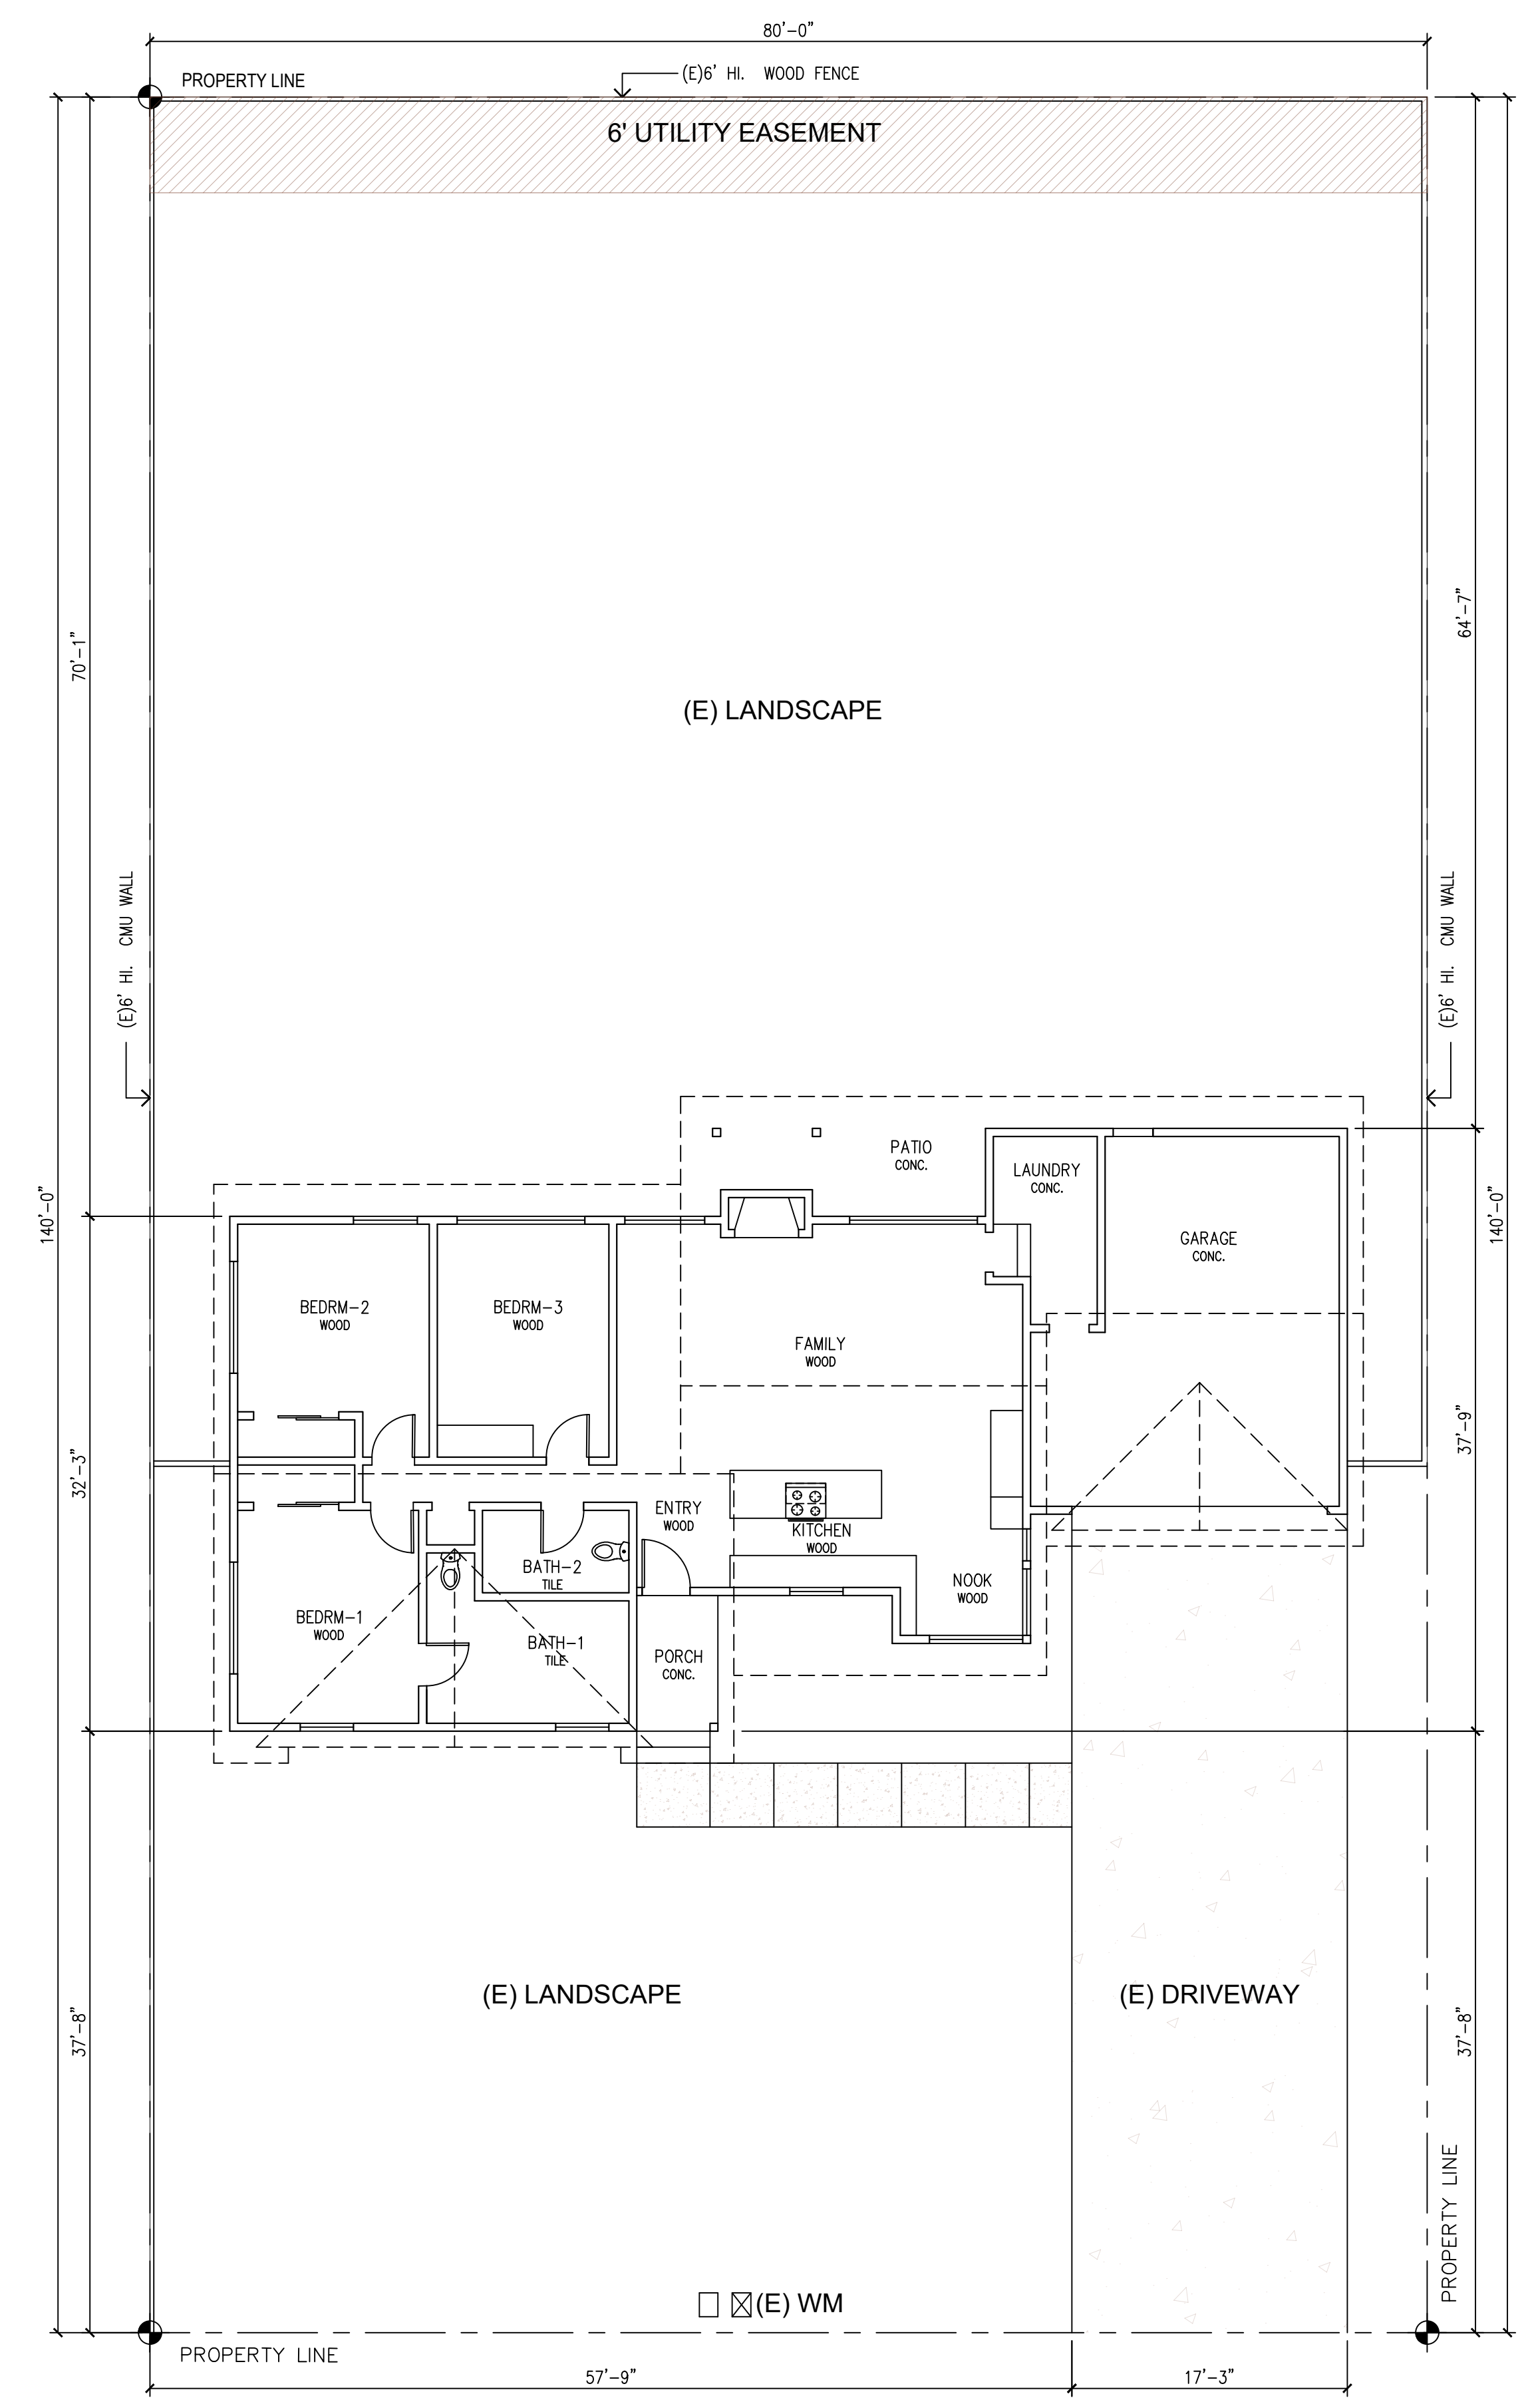 80'-0"
(E)6' HI. WOOD FENCE
PROPERTY LINE
6' UTILITY EASEMENT
70'-1"
64'-7"
(E) LANDSCAPE
(E)6' HI. CMU WALL
(E)6' HI. CMU WALL
140'-0"
140'-0"
PATIO
CONC.
LAUNDRY
CONC.
GARAGE
CONC.
BEDRM-2
WOOD
BEDRM-3
WOOD
FAMILY
WOOD
32'-3"
37'-9"
ENTRY
WOOD
KITCHEN
WOOD
BATH-2
TILE
NOOK
WOOD
BEDRM-1
WOOD
BATH-1
TILE
PORCH
CONC.
(E) LANDSCAPE
(E) DRIVEWAY
37'-8"
37'-8"
PROPERTY LINE
(E) WM
PROPERTY LINE
57'-9"
17'-3"